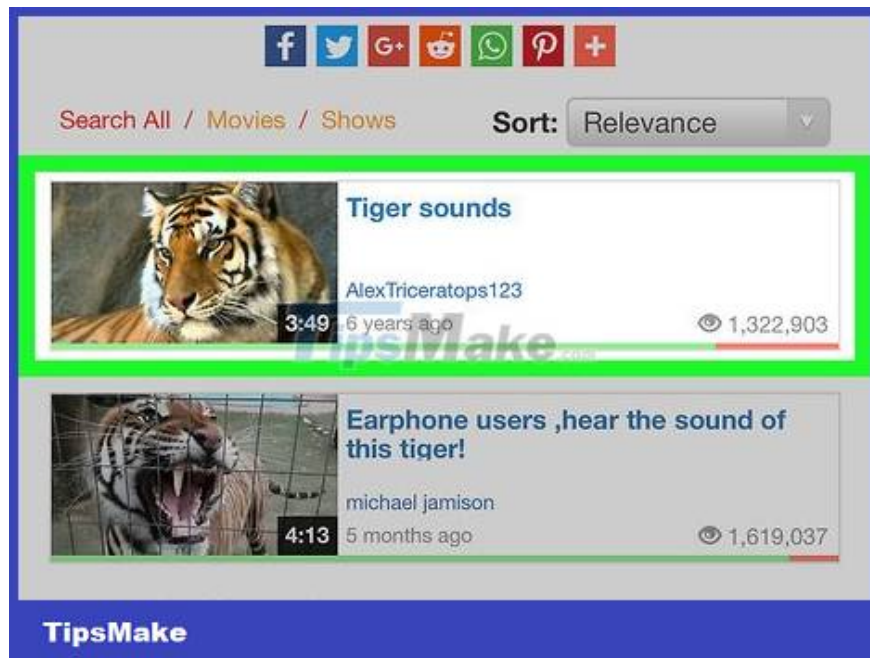 f G+ +
Search All / Movies / Shows Sort: Relevance
Tiger sounds
AlexTriceratops123
3:49 6 years ago 1,322,903
TipsMake.com
Earphone users ,hear the sound of
this tiger!
michael jamison
4:13 5 months ago 1,619,037
TipsMake